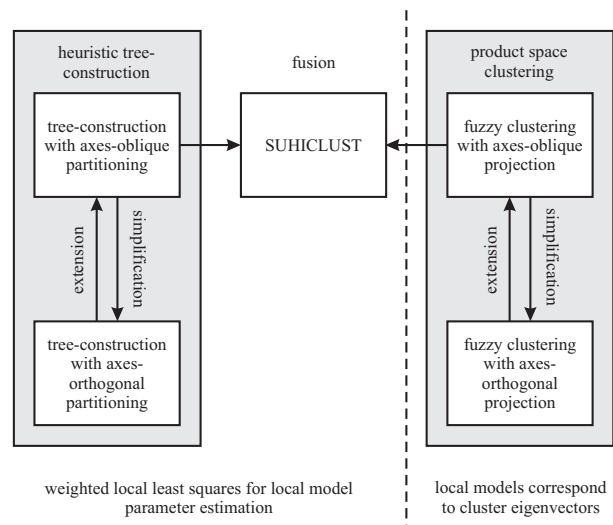 heuristic tree-
construction
tree-construction
with axes-oblique
partitioning
extension
simplification
tree-construction
with axes-
orthogonal
partitioning
fusion
SUHICLUST
product space
clustering
fuzzy clustering
with axes-oblique
projection
extension
simplification
fuzzy clustering
with axes-
orthogonal
projection
weighted local least squares for local model
parameter estimation
local models correspond
to cluster eigenvectors